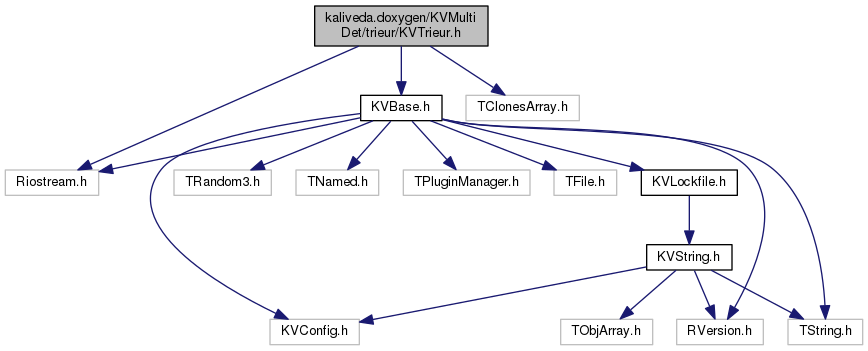 kaliveda.doxygen/KVMulti
Det/trieur/KVTrieur.h
KVBase.h
TClonesArray.h
Riostream.h
TRandom3.h
TNamed.h
TPluginManager.h
TFile.h
KVLockfile.h
KVString.h
KVConfig.h
TObjArray.h
RVersion.h
TString.h